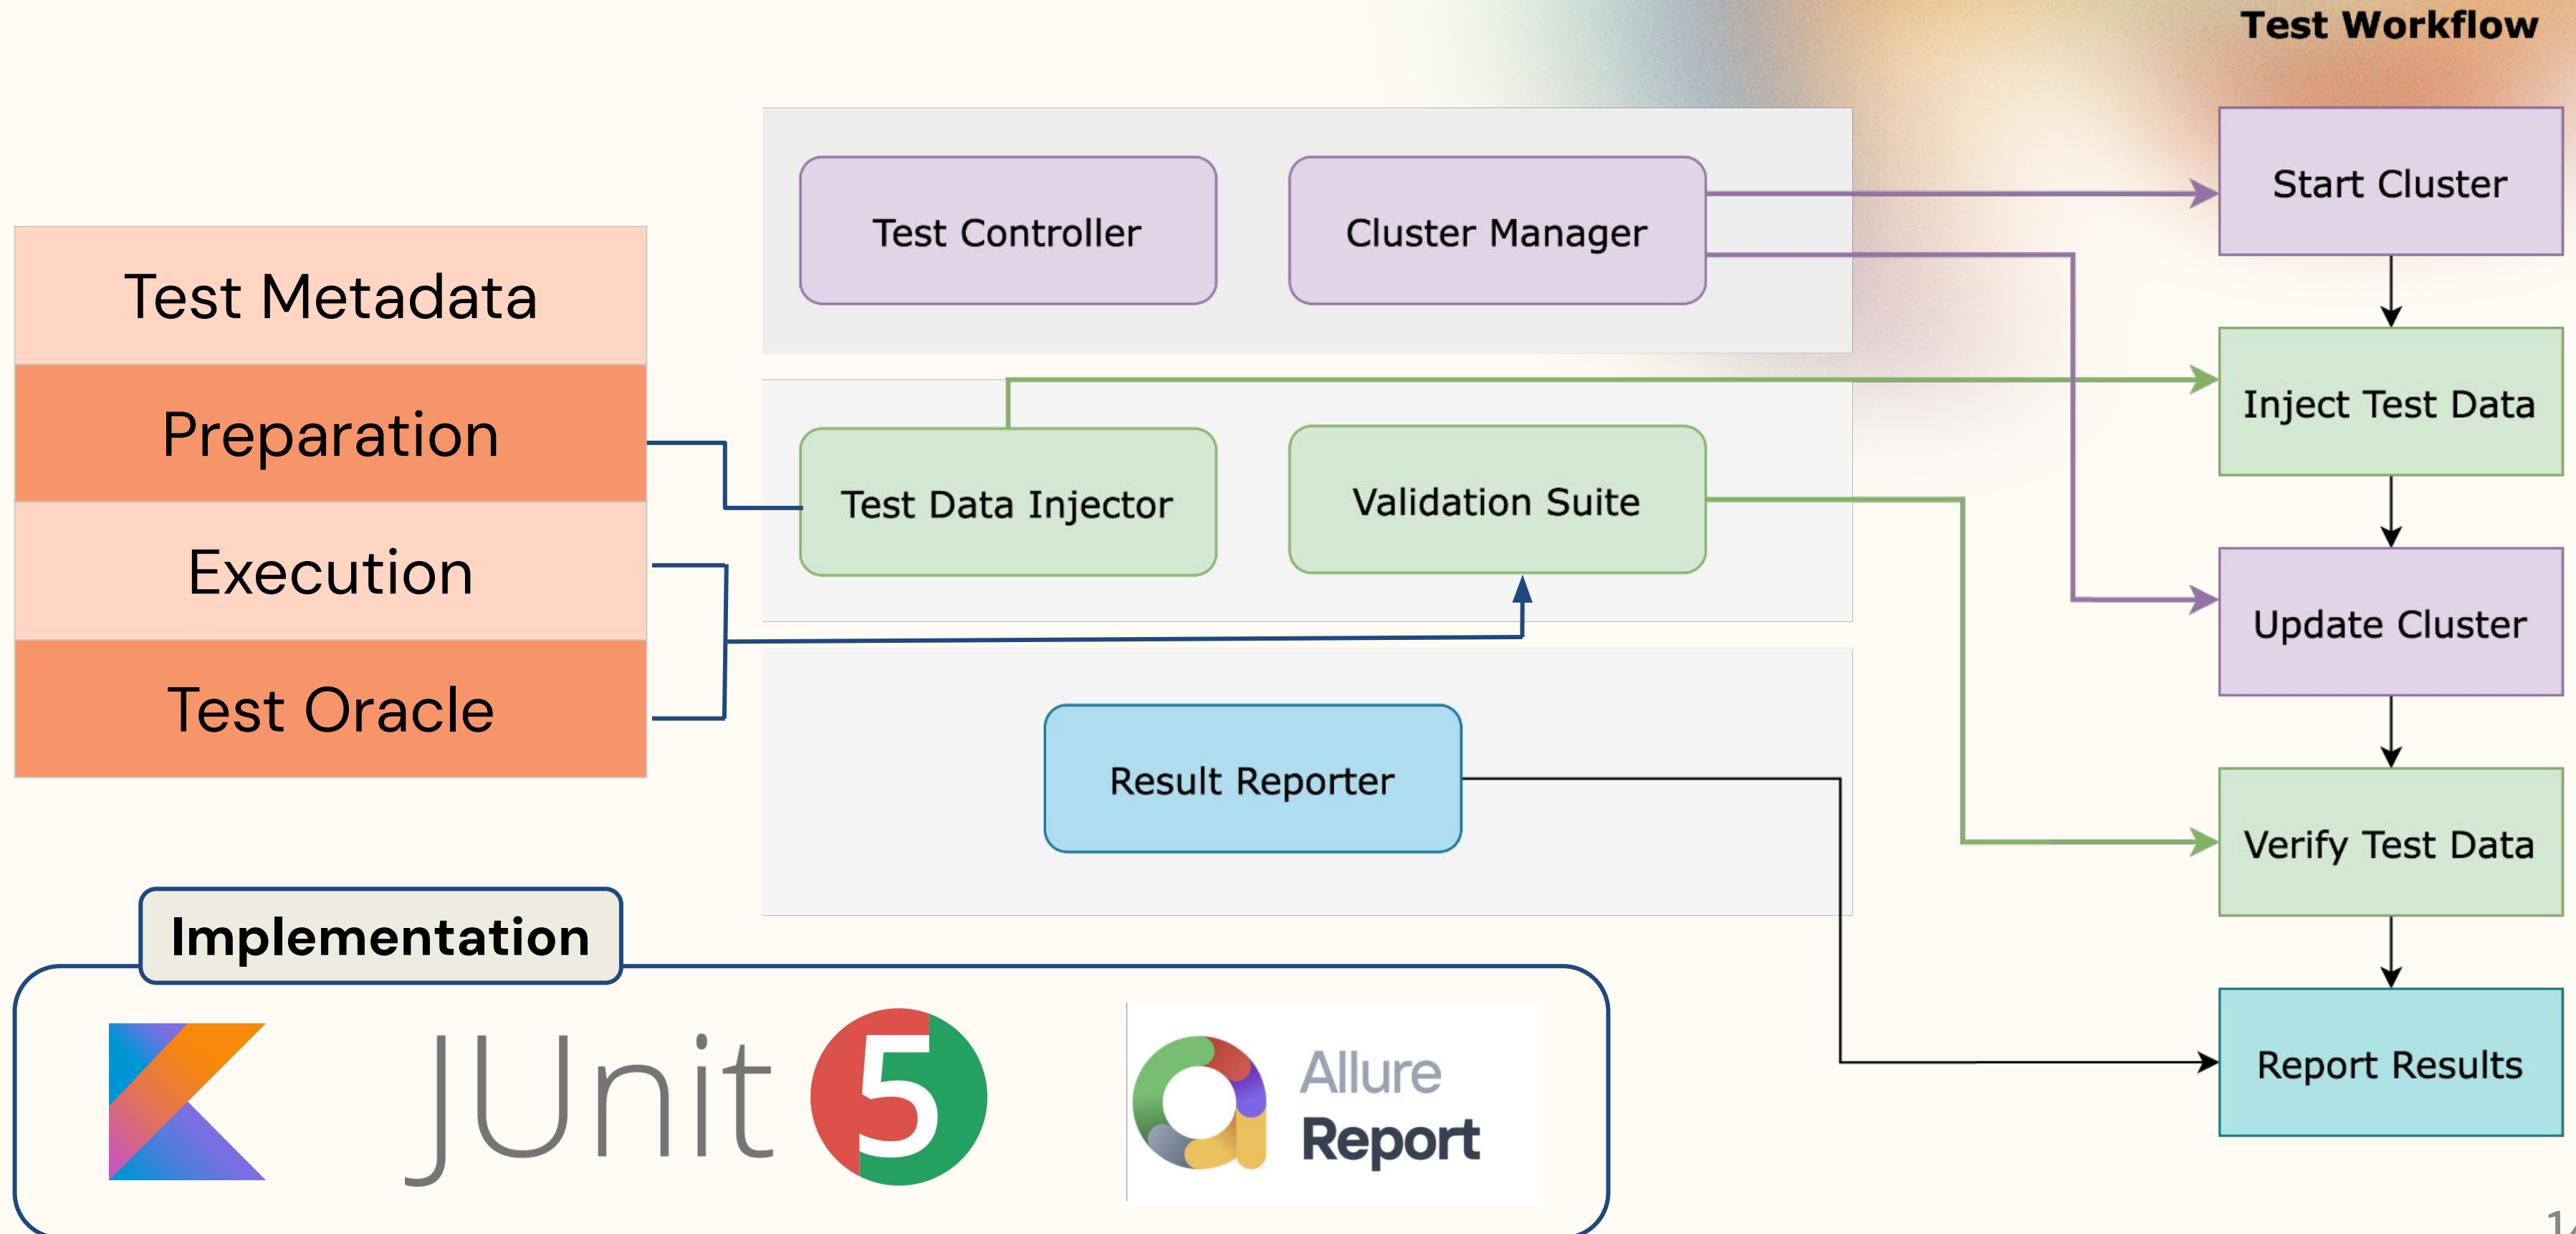 Test Workflow
Test Metadata
Preparation
Execution
Test Oracle
Test Controller
Cluster Manager
Test Data Injector
Validation Suite
Result Reporter
Start Cluster
Inject Test Data
Update Cluster
Verify Test Data
Report Results
Implementation
JUnit 5
Allure
Report